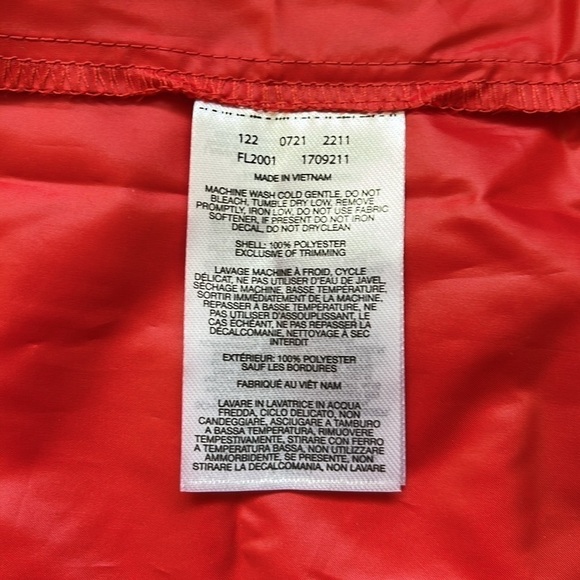 122 0721 2211
FL2001 1709211
MADE IN VIETNAM
MACHINE WASH COLD GENTLE, DO NOT
BLEACH, TUMBLE DRY LOW, REMOVE
PROMPTLY, IRON LOW, DO NOT USE FABRIC
SOFTENER, IF PRESENT DO NOT IRON
DECAL, DO NOT DRYCLEAN
SHELL: 100% POLYESTER
EXCLUSIVE OF TRIMMING
LAVAGE MACHINE À FROID, CYCLE
DÉLICAT, NE PAS UTILISER D'EAU DE JAVEL
SÉCHAGE MACHINE, BASSE TEMPÉRATURE,
SORTIR IMMÉDIATEMENT DE LA MACHINE,
REPASSER À BASSE TEMPÉRATURE, NE
PAS UTILISER D'ASSOUPLISSANT, LE
CAS ÉCHÉANT, NE PAS REPASSER LA
DÉCALCOMANIE, NETTOYAGE À SEC
INTERDIT
EXTÉRIEUR: 100% POLYESTER
SAUF LES BORDURES
FABRIQUÉ AU VIÊT NAM
LAVARE IN LAVATRICE IN ACQUA
FREDDA, CICLO DELICATO, NON
CANDEGGIARE, ASCIUGARE A TAMBURO
A BASSA TEMPERATURA, RIMUOVERE
TEMPESTIVAMENTE, STIRARE CON FERRO
A TEMPERATURA BASSA, NON UTILIZZARE
AMMORBIDENTE, SE PRESENTE, NON
STIRARE LA DECALCOMANIA, NON LAVARE